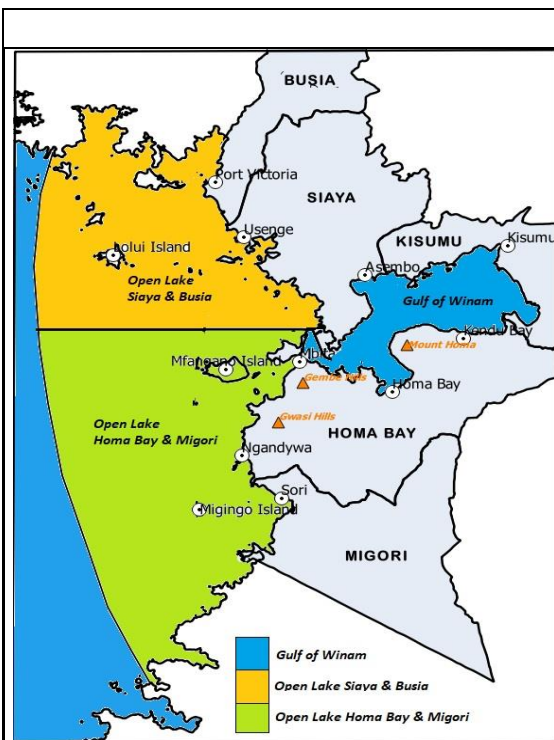 BUSIA
Port Victoria
SIAYA
Usenge
KISUMU
Kisumu
Lolui Island
Asembo
Open Lake
Siaya & Busia
Gulf of Winam
Kendu Bay
Mount Homa
Mbita
Mfangano Island
Gembe Hills
Homa Bay
Gwasi Hills
Open Lake
Homa Bay & Migori
HOMA BAY
Ngandywa
Sori
Migingo Island
MIGORI
Gulf of Winam
Open Lake Siaya & Busia
Open Lake Homa Bay & Migori